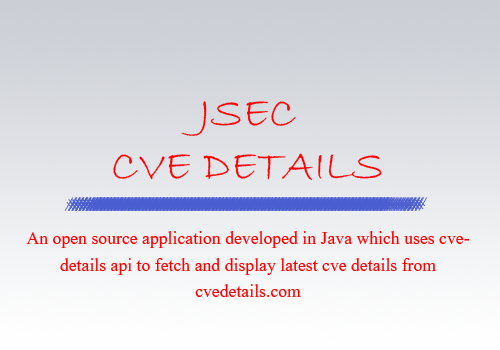 JSEC
CVE DETAILS
An open source application developed in Java which uses cve-
details api to fetch and display latest cve details from
cvedetails.com